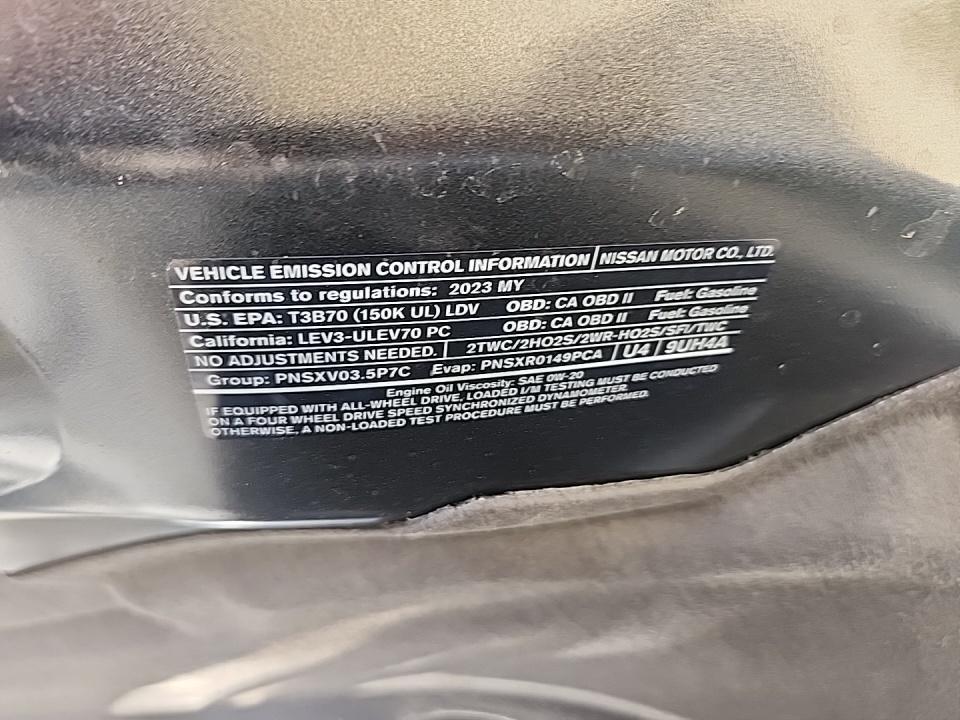 VEHICLE EMISSION CONTROL INFORMATION NISSAN MOTOR CO., LTD.
Conforms to regulations: 2023 MY
U.S. EPA: T3B70 (150K UL) LDV OBD: CA OBD II Fuel: Gasoline
California: LEV3-ULEV70 PC OBD: CA OBD II Fuel: Gasoline
NO ADJUSTMENTS NEEDED. 2TWC/2HO2S/2WR-HO2S/SFI/TWC
Group: PNSXV03.5P7C Evap: PNSXR0149PCA U4 9UH4A
Engine Oil Viscosity: SAE 0W-20
IF EQUIPPED WITH ALL-WHEEL DRIVE, LOADED I/M TESTING MUST BE CONDUCTED
ON A FOUR WHEEL DRIVE SPEED SYNCHRONIZED DYNAMOMETER.
OTHERWISE, A NON-LOADED TEST PROCEDURE MUST BE PERFORMED.